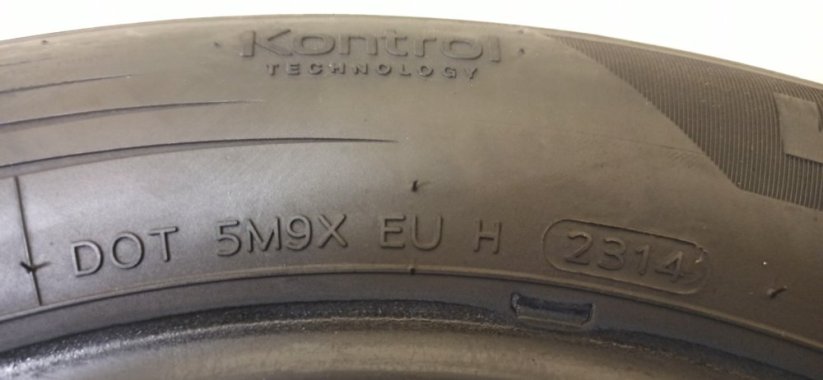 Kontrol
TECHNOLOGY
DOT 5M9X EU H 2314